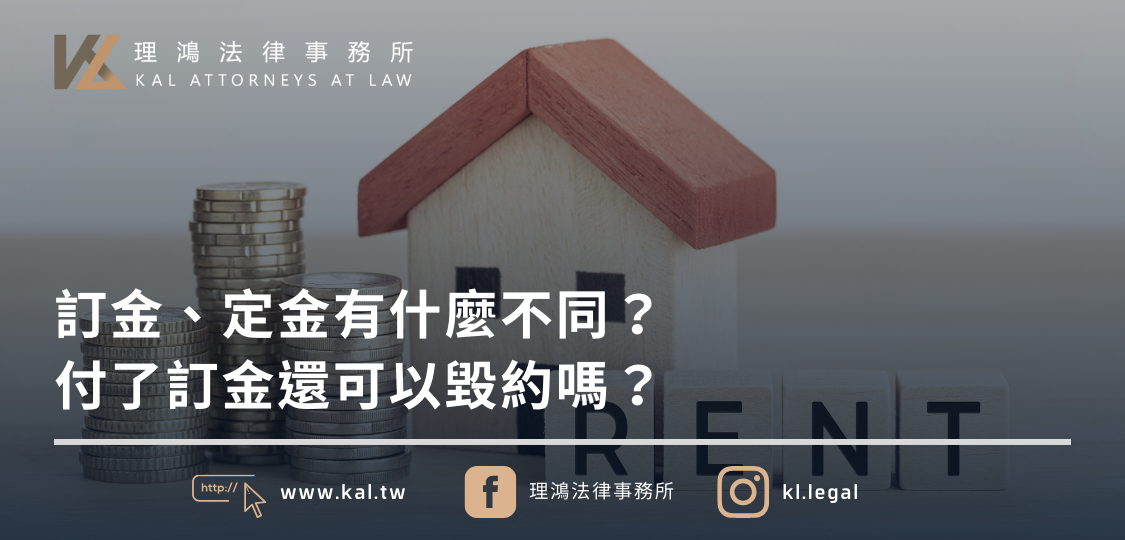 理鴻法律事務所
KAL ATTORNEYS AT LAW
訂金、定金有什麼不同？
付了訂金還可以毀約嗎？
RENT
http://
www.kal.tw
f
理鴻法律事務所
kl.legal